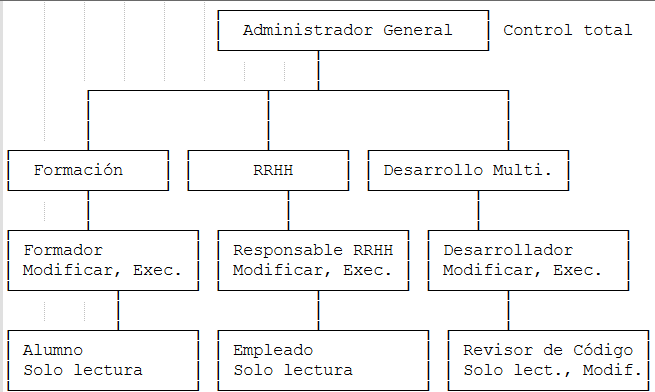 Administrador General Control total
Formación RRHH Desarrollo Multi.
Formador Responsable RRHH Desarrollador
Modificar, Exec. Modificar, Exec. Modificar, Exec.
Alumno Empleado Revisor de Código
Solo lectura Solo lectura Solo lect., Modif.